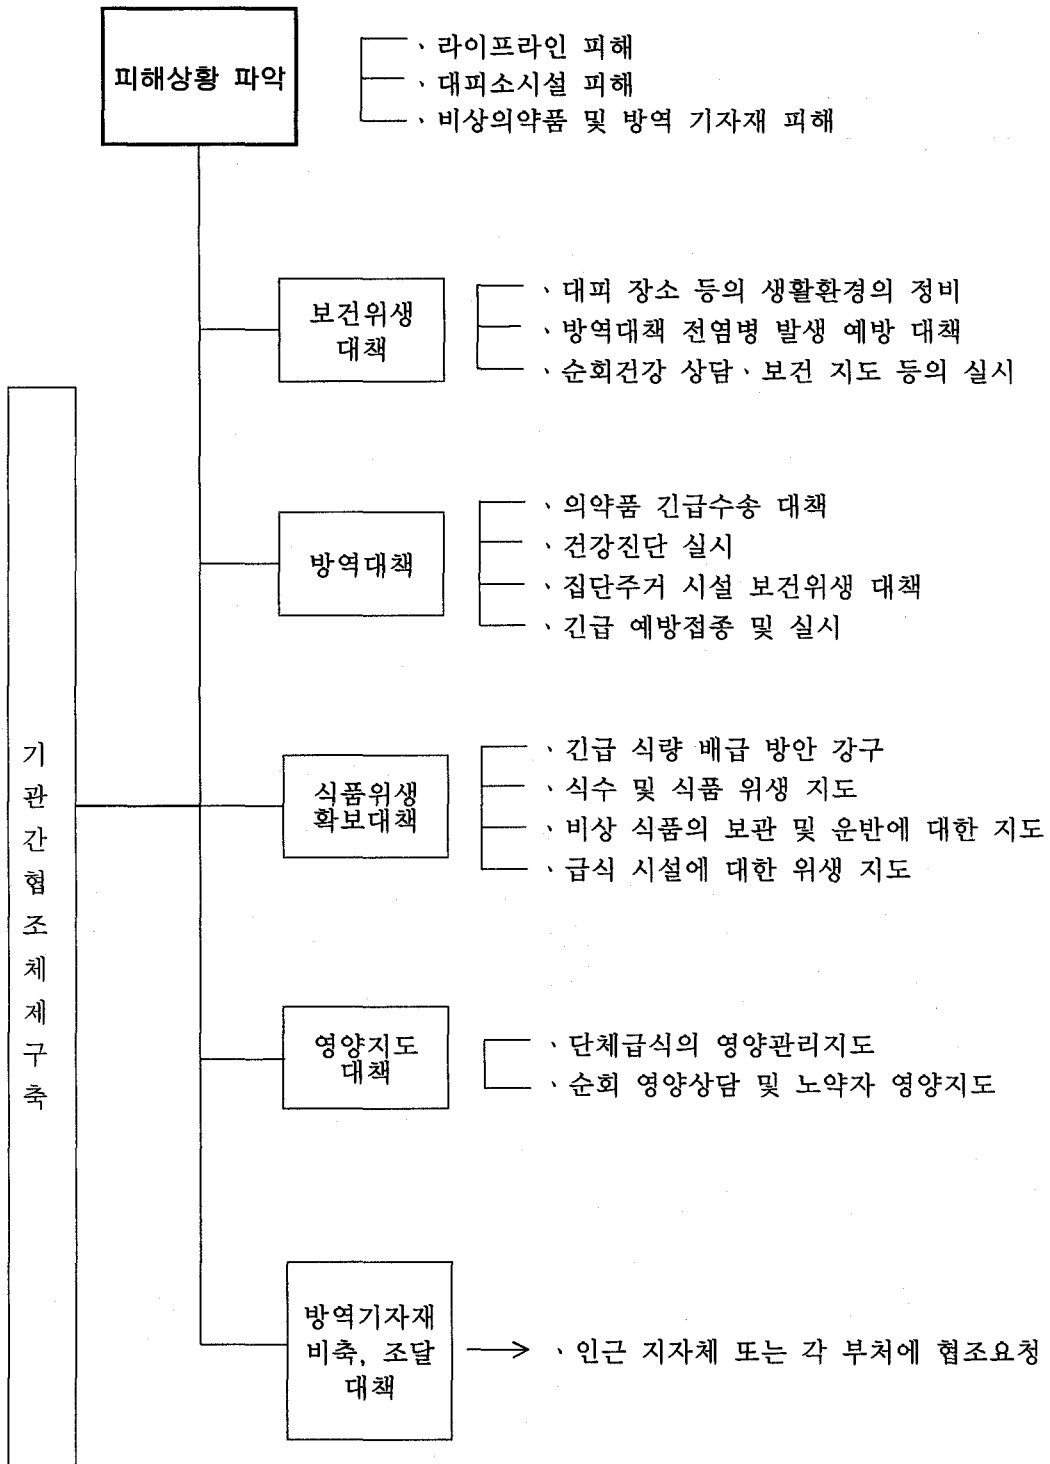 피해상황 파악
、라이프라인 피해
、대피소시설 피해
、비상의약품 및 방역 기자재 피해
보건위생
대책
、대피 장소 등의 생활환경의 정비
、방역대책 전염병 발생 예방 대책
、순회건강 상담、보건 지도 등의 실시
방역대책
、의약품 긴급수송 대책
、건강진단 실시
、집단주거 시설 보건위생 대책
、긴급 예방접종 및 실시
기관간협조체제구축
식품위생
확보대책
、긴급 식량 배급 방안 강구
、식수 및 식품 위생 지도
、비상 식품의 보관 및 운반에 대한 지도
、급식 시설에 대한 위생 지도
영양지도
대책
、단체급식의 영양관리지도
、순회 영양상담 및 노약자 영양지도
방역기자재
비축, 조달
대책
、인근 지자체 또는 각 부처에 협조요청